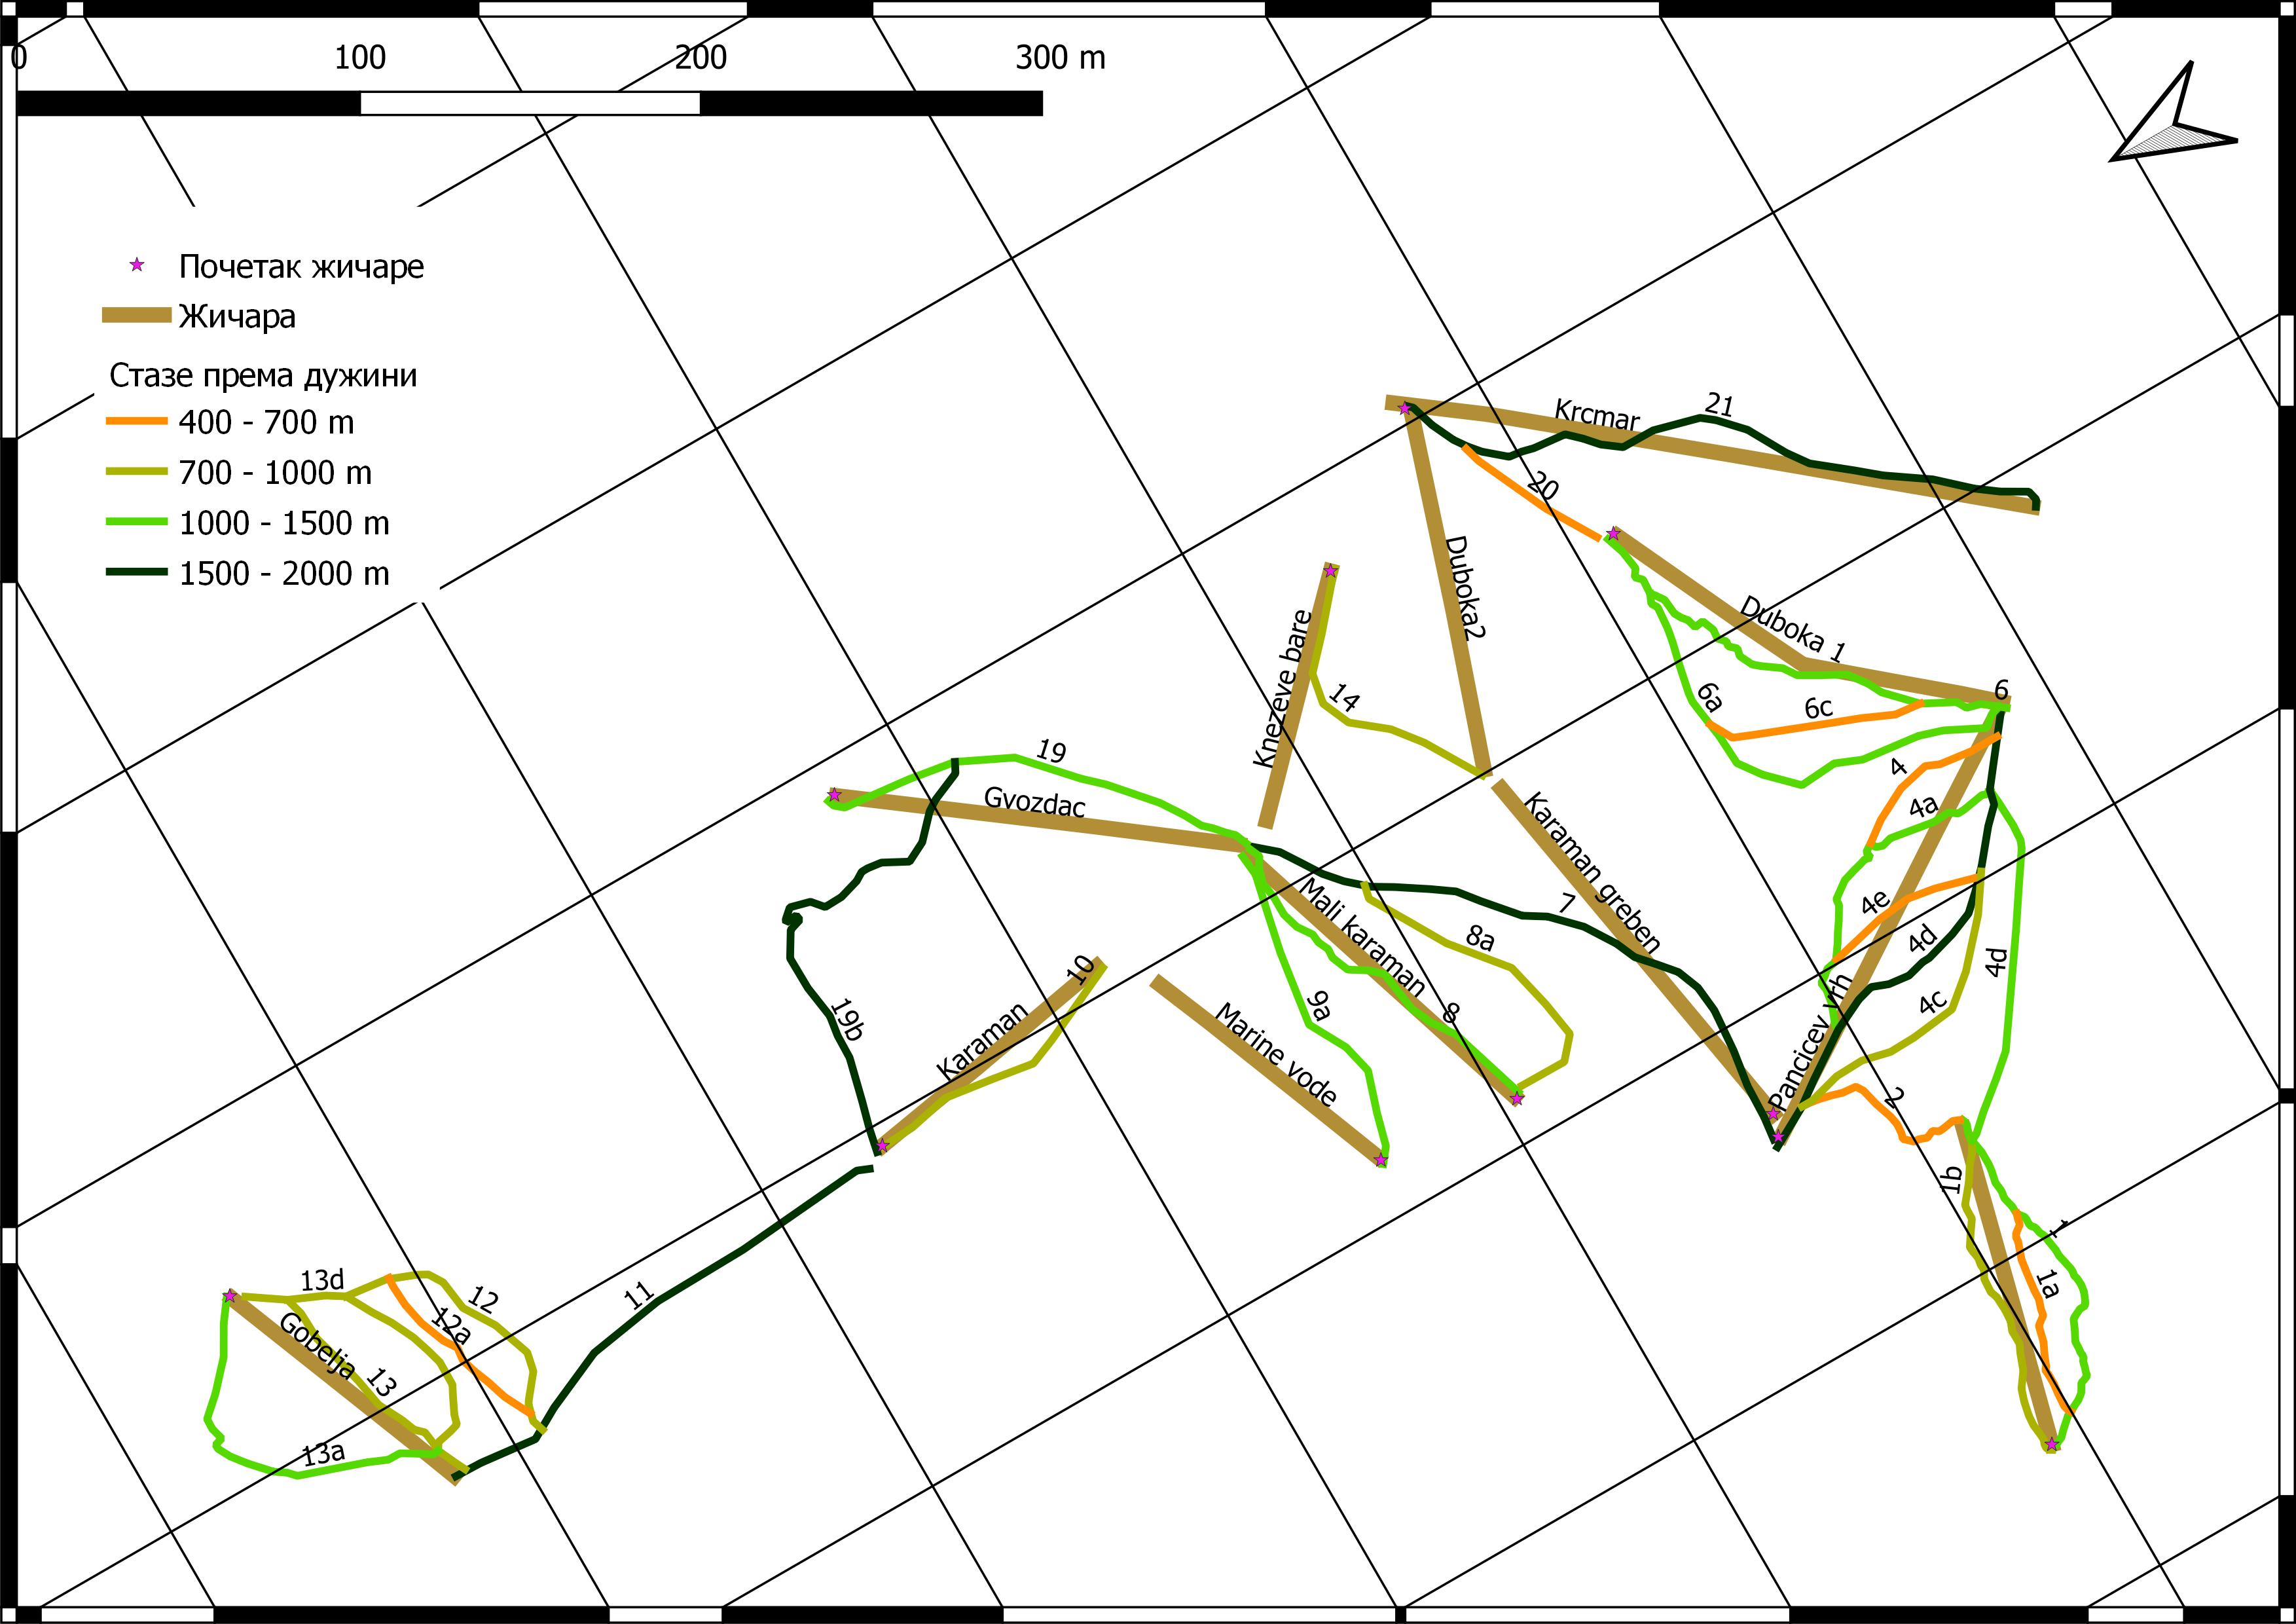 0 100 200 300 m
Почетак жичаре
Жичара
Стазе према дужини
400 - 700 m
700 - 1000 m
1000 - 1500 m
1500 - 2000 m
Krcmar
21
20
Duboka2
Duboka 1
Knezeve bare
14
6
6a
6c
19
Gvozdac
4
4a
Karaman greben
Mali karaman
7
8a
4e
4d
4d
4c
10
Karaman
19b
9a
8
Marine vode
Pancicev vrh
2
1b
1
1a
13d
12
12a
11
Gobelja
13
13a